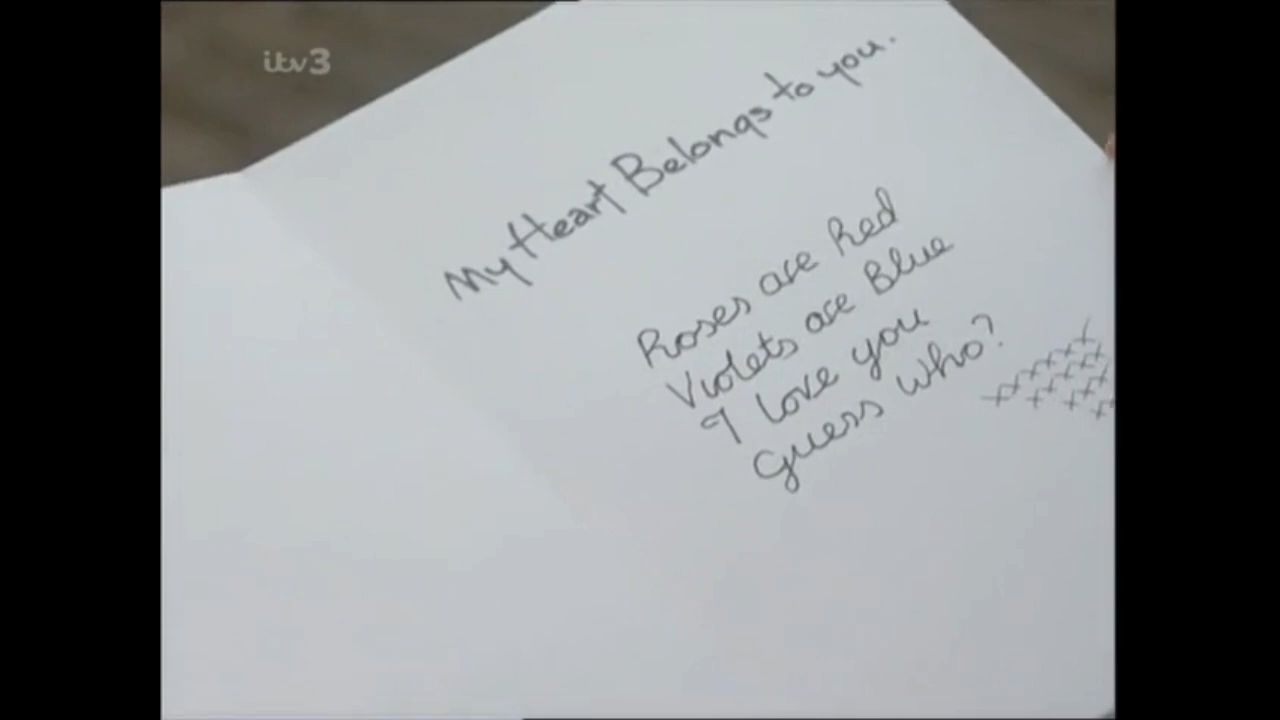 itv3
My Heart Belongs to you.
Roses are Red
Violets are Blue
I love you
Guess who?